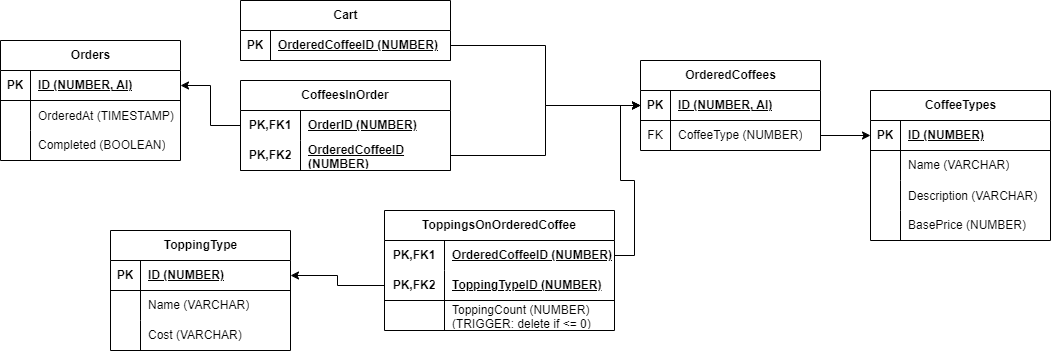 Cart
PK OrderedCoffeeID (NUMBER)
Orders
PK ID (NUMBER, AI)
OrderedAt (TIMESTAMP)
Completed (BOOLEAN)
CoffeesInOrder
PK,FK1 OrderID (NUMBER)
PK,FK2 OrderedCoffeeID
(NUMBER)
OrderedCoffees
PK ID (NUMBER, AI)
FK CoffeeType (NUMBER)
CoffeeTypes
PK ID (NUMBER)
Name (VARCHAR)
Description (VARCHAR)
BasePrice (NUMBER)
ToppingType
PK ID (NUMBER)
Name (VARCHAR)
Cost (VARCHAR)
ToppingsOnOrderedCoffee
PK,FK1 OrderedCoffeeID (NUMBER)
PK,FK2 ToppingTypeID (NUMBER)
ToppingCount (NUMBER)
(TRIGGER: delete if <= 0)